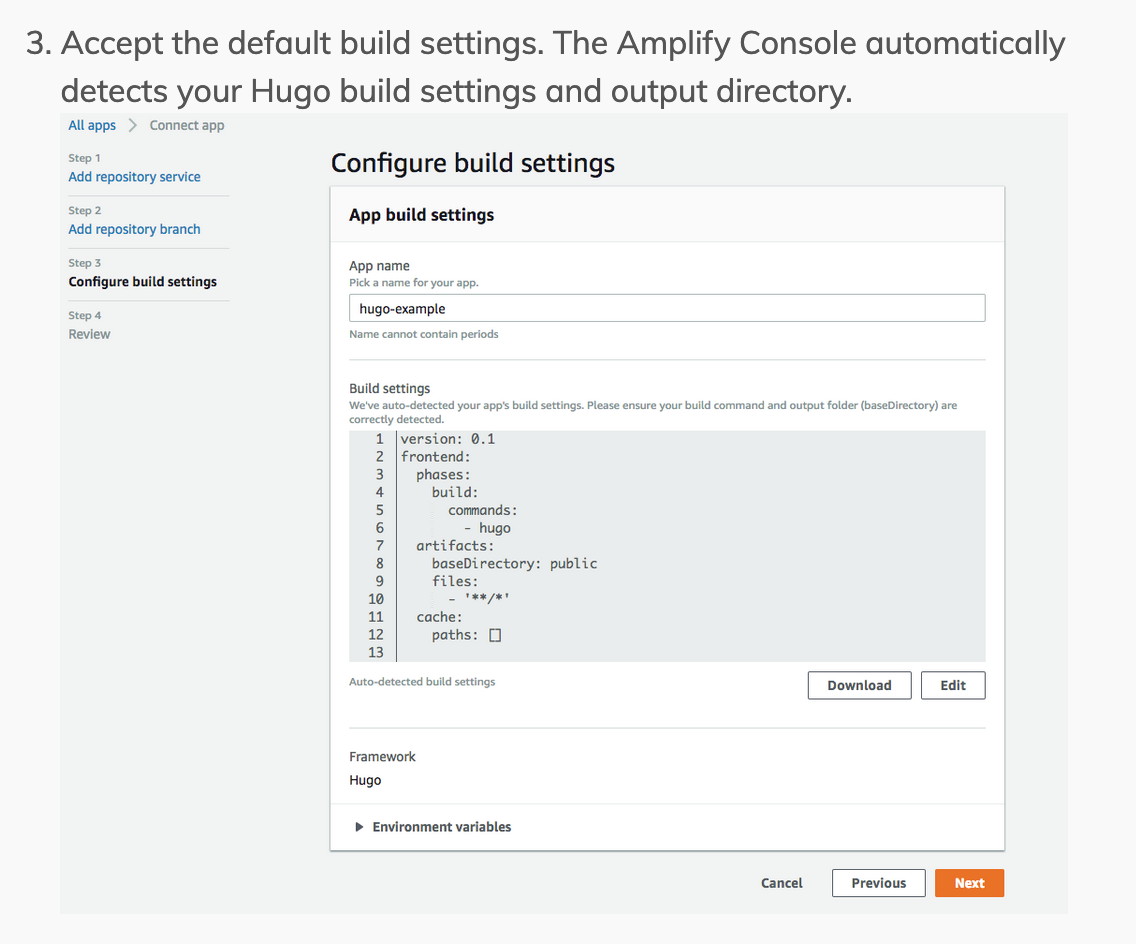 3. Accept the default build settings. The Amplify Console automatically
detects your Hugo build settings and output directory.
All apps > Connect app
Step 1
Add repository service
Step 2
Add repository branch
Step 3
Configure build settings
Step 4
Review
Configure build settings
App build settings
App name
Pick a name for your app.
hugo-example
Name cannot contain periods
Build settings
We've auto-detected your app's build settings. Please ensure your build command and output folder (baseDirectory) are
correctly detected.
1 version: 0.1
2 frontend:
3   phases:
4     build:
5       commands:
6         - hugo
7   artifacts:
8     baseDirectory: public
9     files:
10       - '**/*'
11   cache:
12     paths: []
13
Auto-detected build settings
Download Edit
Framework
Hugo
Environment variables
Cancel Previous Next